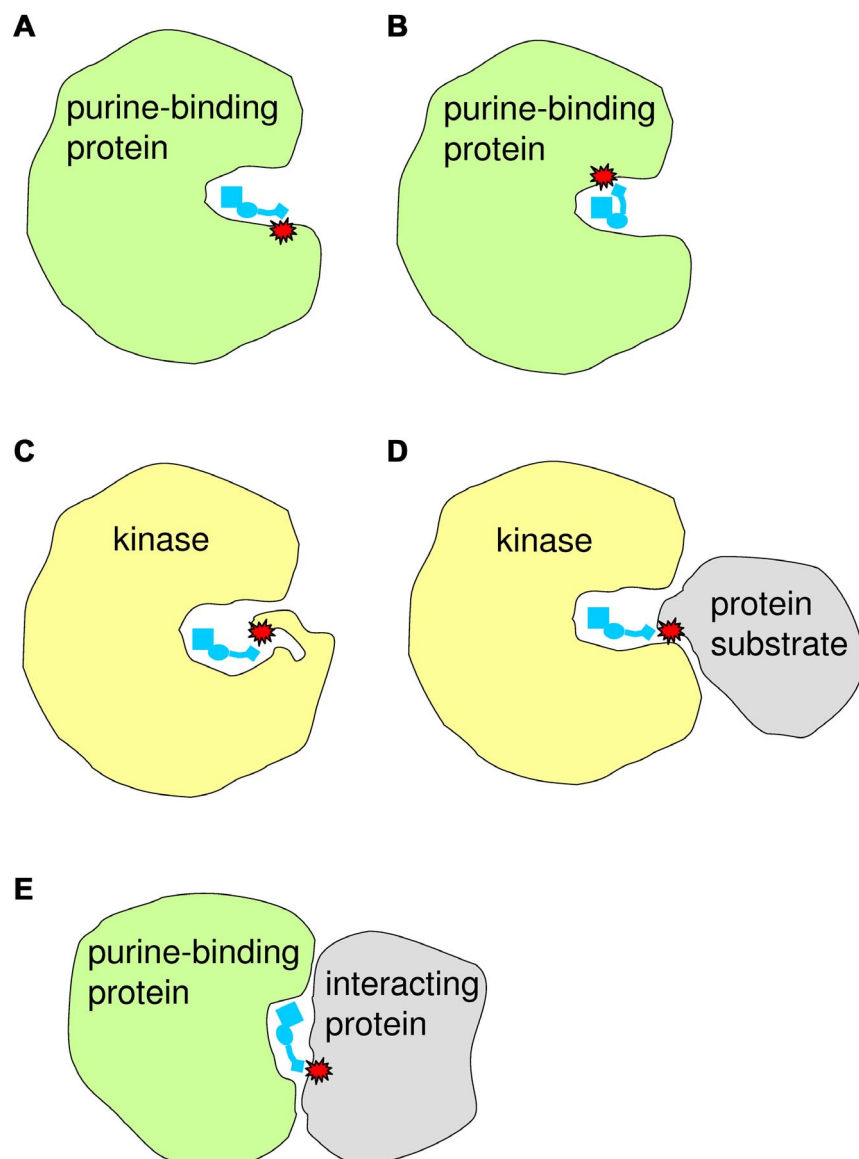 A
B
purine-binding
protein
purine-binding
protein
C
D
kinase
kinase
protein
substrate
E
purine-binding
protein
interacting
protein